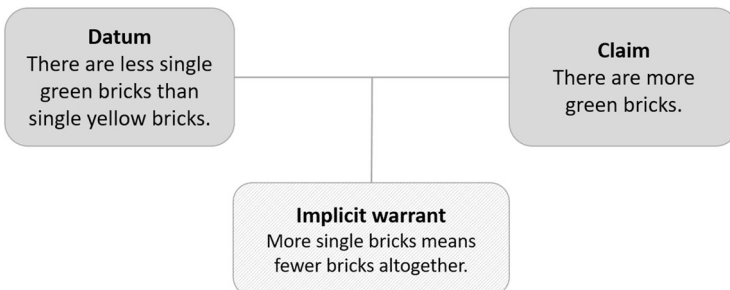 Datum
There are less single
green bricks than
single yellow bricks.
Claim
There are more
green bricks.
Implicit warrant
More single bricks means
fewer bricks altogether.